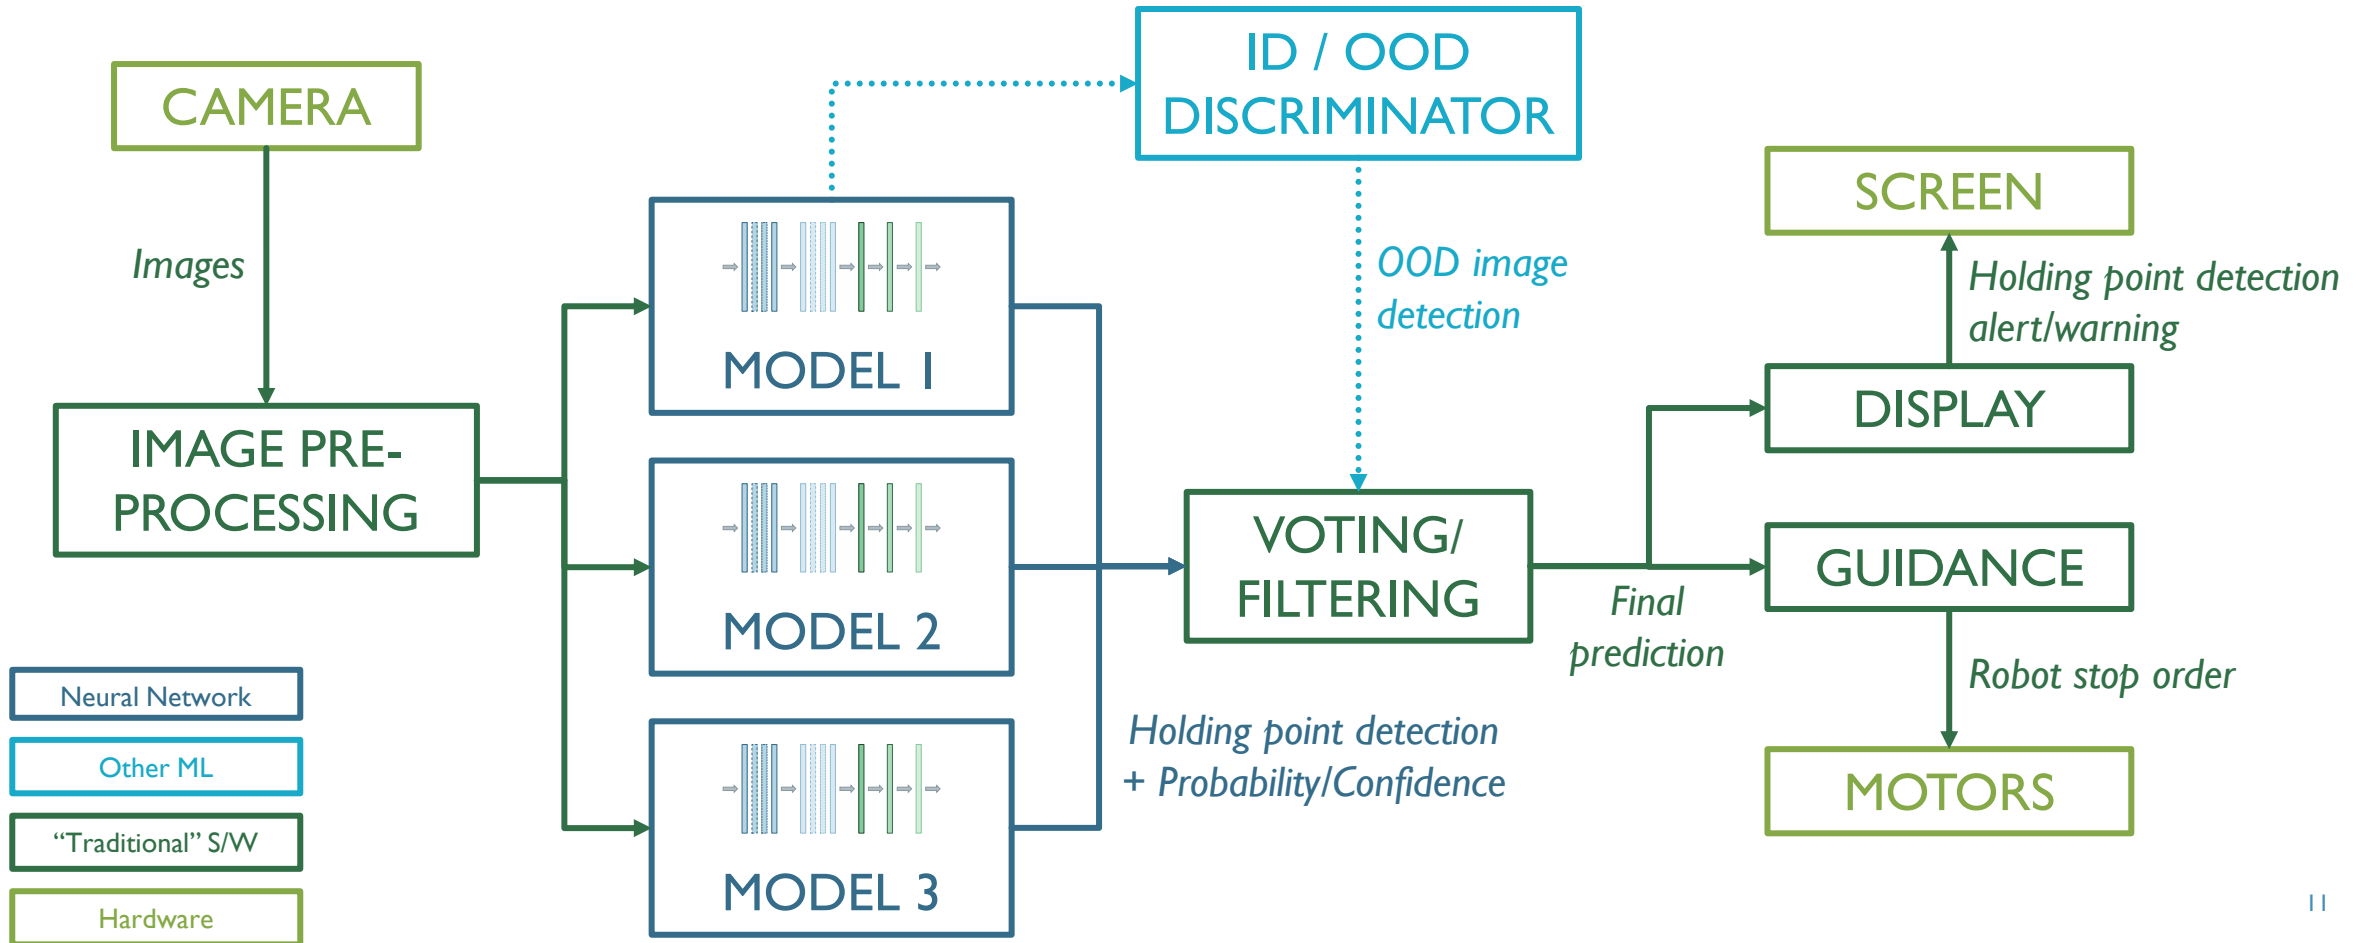 CAMERA
Images
IMAGE PRE-
PROCESSING
MODEL 1
MODEL 2
MODEL 3
ID / OOD
DISCRIMINATOR
OOD image
detection
VOTING/
FILTERING
Holding point detection
+ Probability/Confidence
Final
prediction
SCREEN
Holding point detection
alert/warning
DISPLAY
GUIDANCE
Robot stop order
MOTORS
Neural Network
Other ML
“Traditional” S/W
Hardware
11